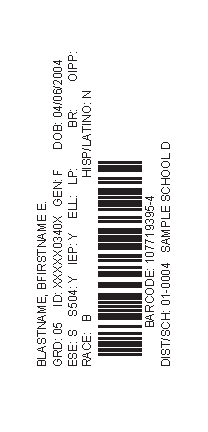 BLASTNAME, BFIRSTNAME E.
GRD: 05 ID: XXXXXX0340X GEN: F DOB: 04/06/2004
ESE: S S504: Y IEP: Y ELL: LP: BR: OIPP:
RACE: B HISP/LATINO: N
BARCODE: 107719395-4
DIST/SCH: 01-0004 SAMPLE SCHOOL D